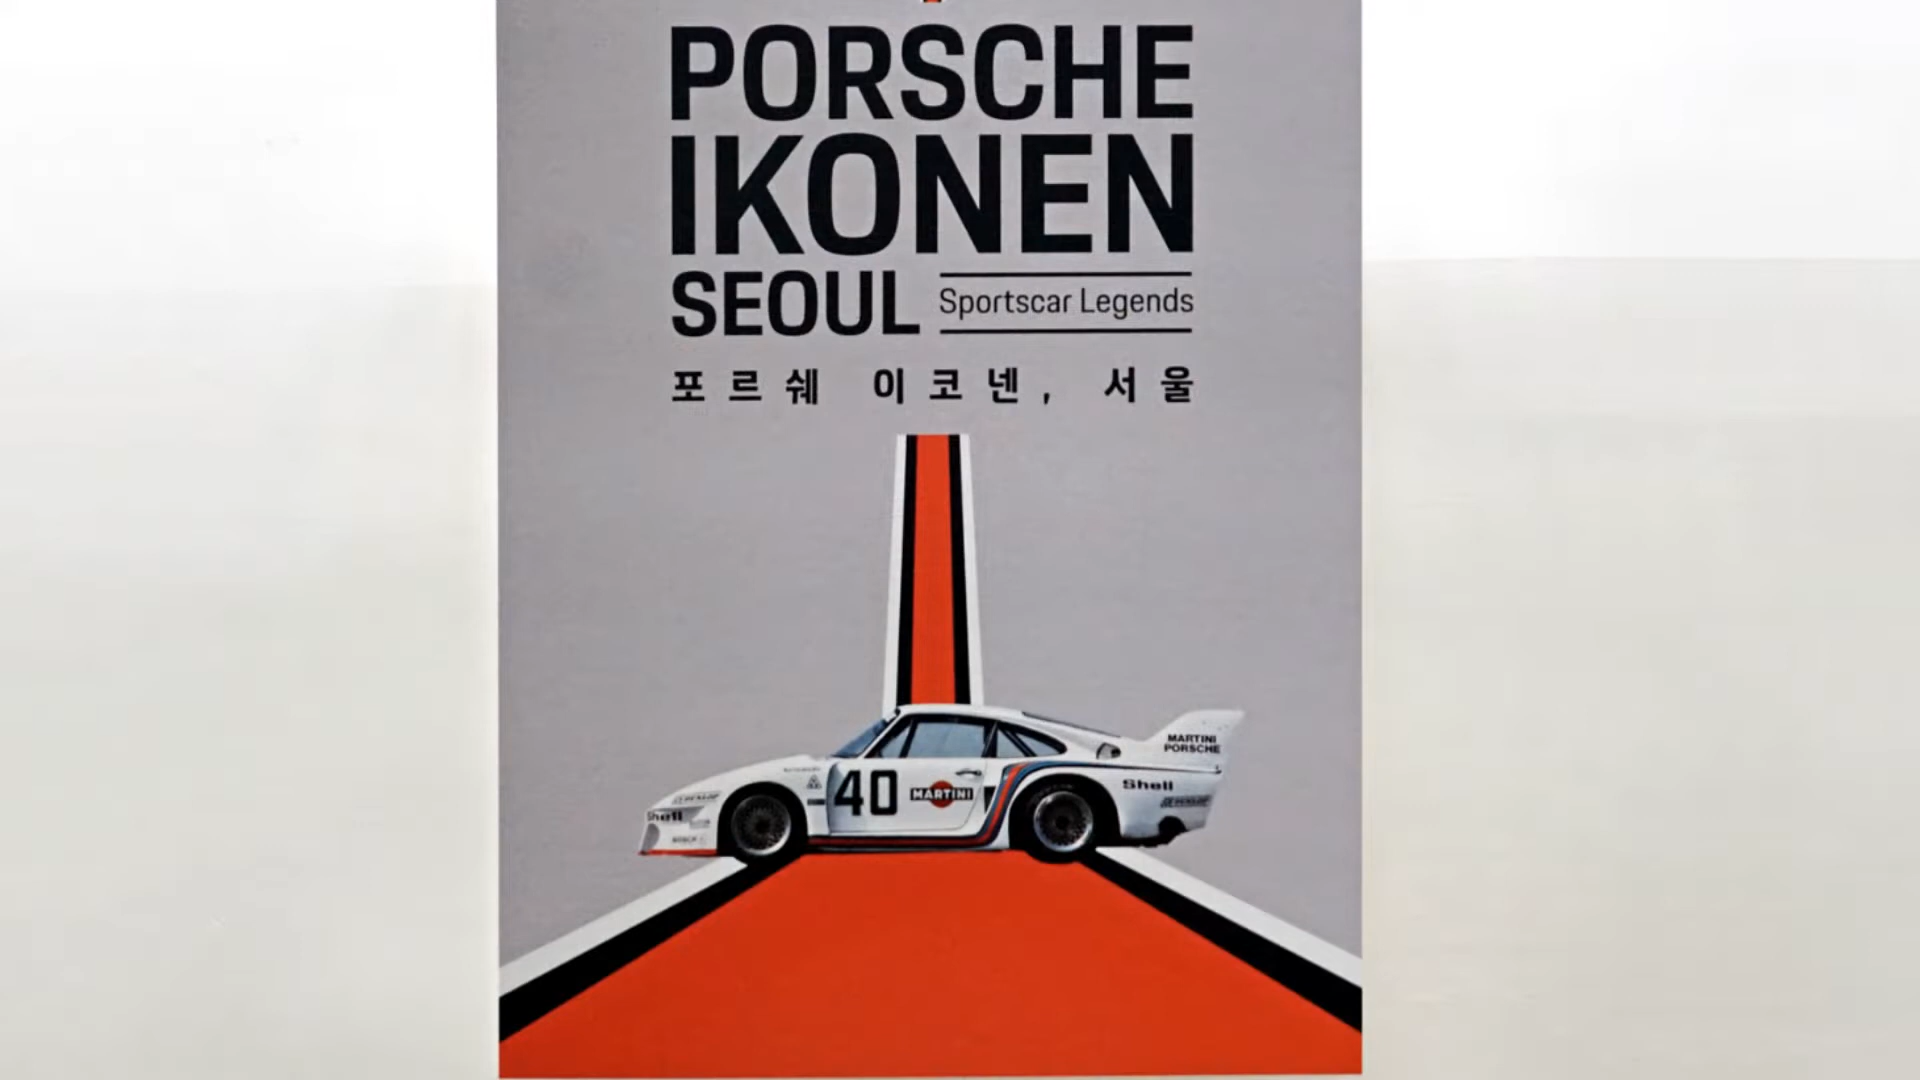 PORSCHE
IKONEN
SEOUL Sportscar Legends
포르쉐 이코넨, 서울
MARTINI
PORSCHE
40 MARTINI
Shell
DUNLOP
Shell